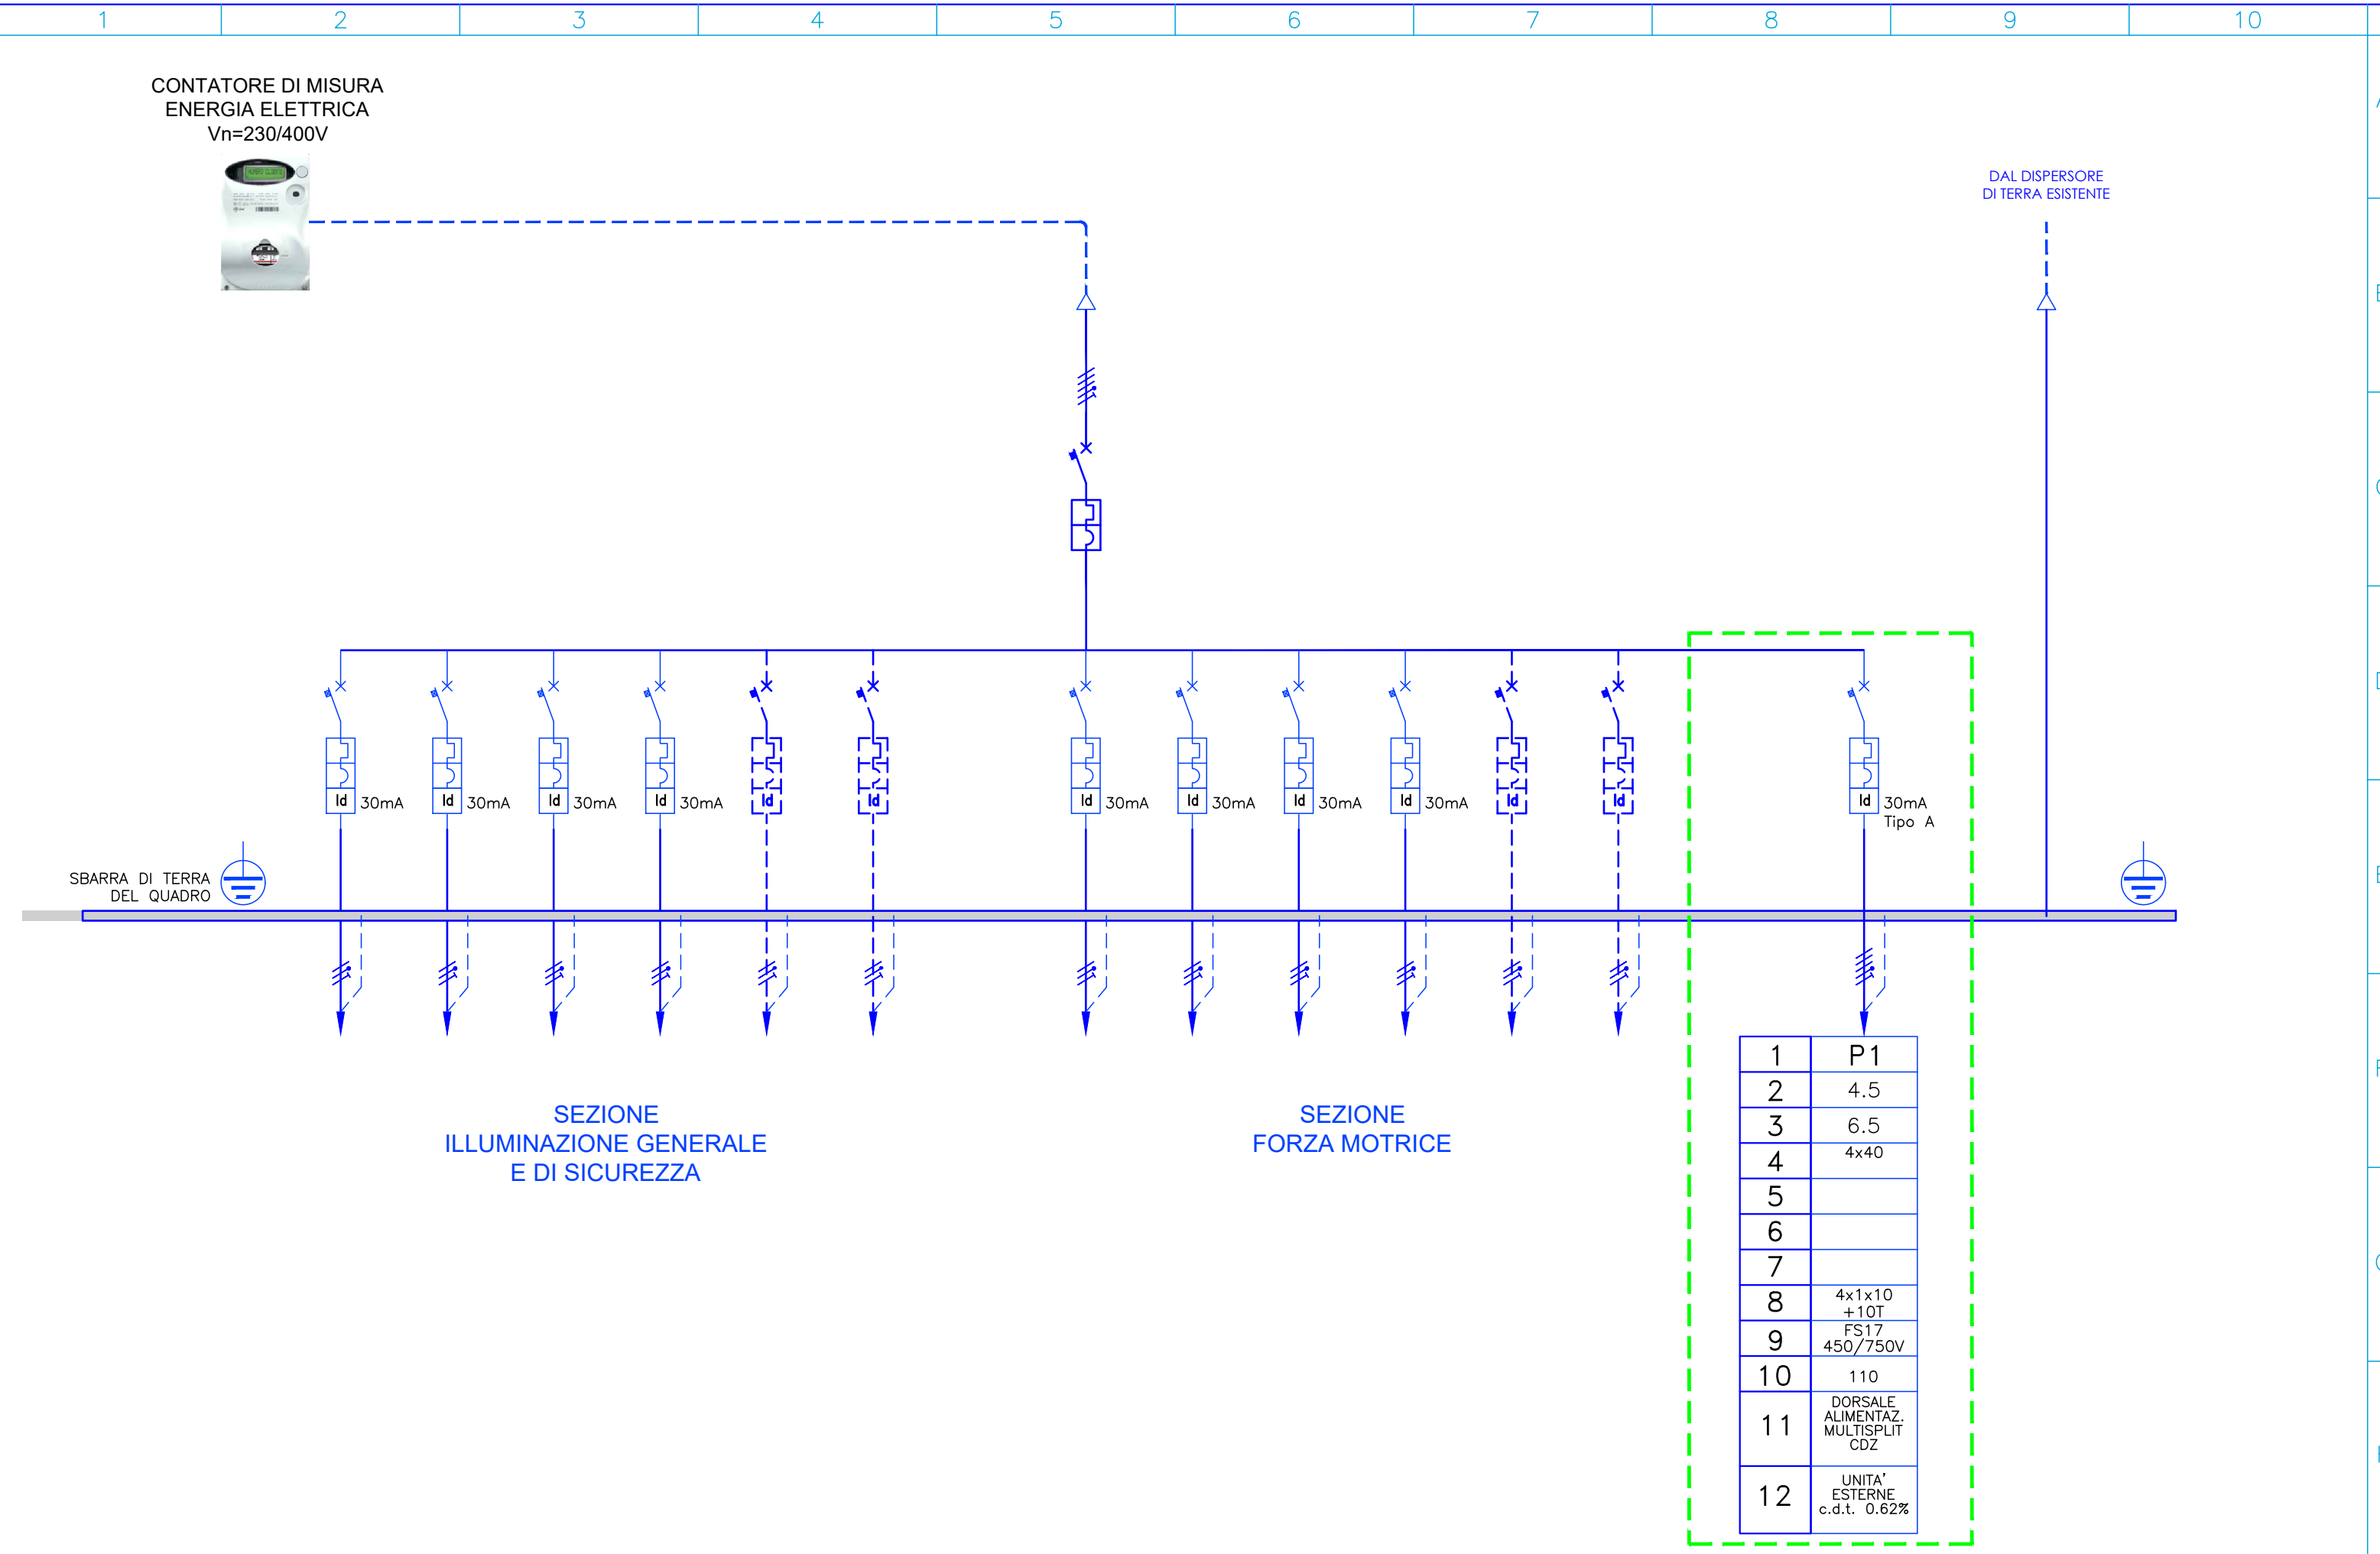 1 2 3 4 5 6 7 8 9 10
CONTATORE DI MISURA
ENERGIA ELETTRICA
Vn=230/400V
DAL DISPERSORE
DI TERRA ESISTENTE
Id 30mA Id 30mA Id 30mA Id 30mA Id Id Id 30mA Id 30mA Id 30mA Id 30mA Id Id Id 30mA
Tipo A
SBARRA DI TERRA
DEL QUADRO
SEZIONE
ILLUMINAZIONE GENERALE
E DI SICUREZZA
SEZIONE
FORZA MOTRICE
1 P1
2 4.5
3 6.5
4 4x40
5
6
7
8 4x1x10
+10T
9 FS17
450/750V
10 110
11 DORSALE
ALIMENTAZ.
MULTISPLIT
CDZ
12 UNITA'
ESTERNE
c.d.t. 0.62%